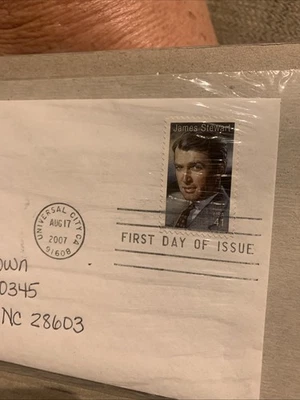 James Stewart
41
UNIVERSAL CITY CA
AUG 17
2007
91608
FIRST DAY OF ISSUE
own
0345
NC 28603